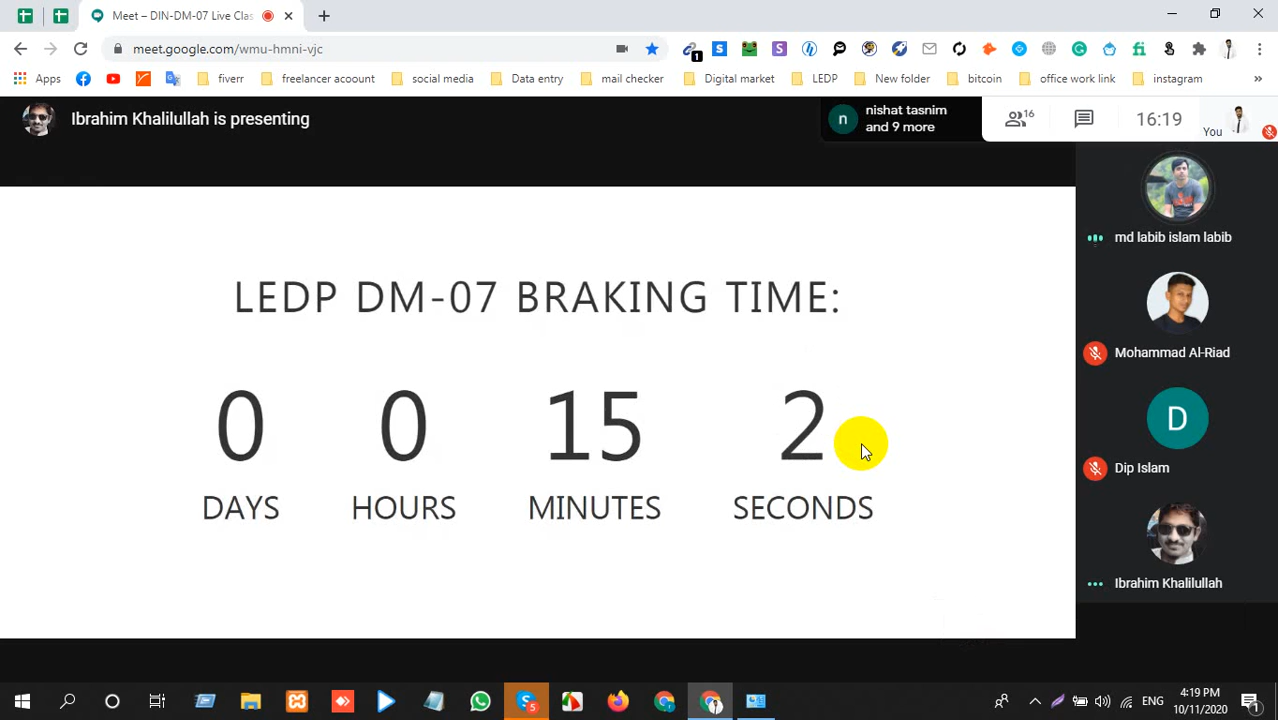 Meet – DIN-DM-07 Live Clas
meet.google.com/wmu-hmni-vjc
1
Apps
fiverr
freelancer acoount
social media
Data entry
mail checker
Digital market
LEDP
New folder
bitcoin
office work link
instagram
»
Ibrahim Khalilullah is presenting
n
nishat tasnim
and 9 more
16
16:19
You
md labib islam labib
LEDP DM-07 BRAKING TIME:
Mohammad Al-Riad
0 0 15 2
DAYS HOURS MINUTES SECONDS
D
Dip Islam
Ibrahim Khalilullah
5
ENG
4:19 PM
10/11/2020
1